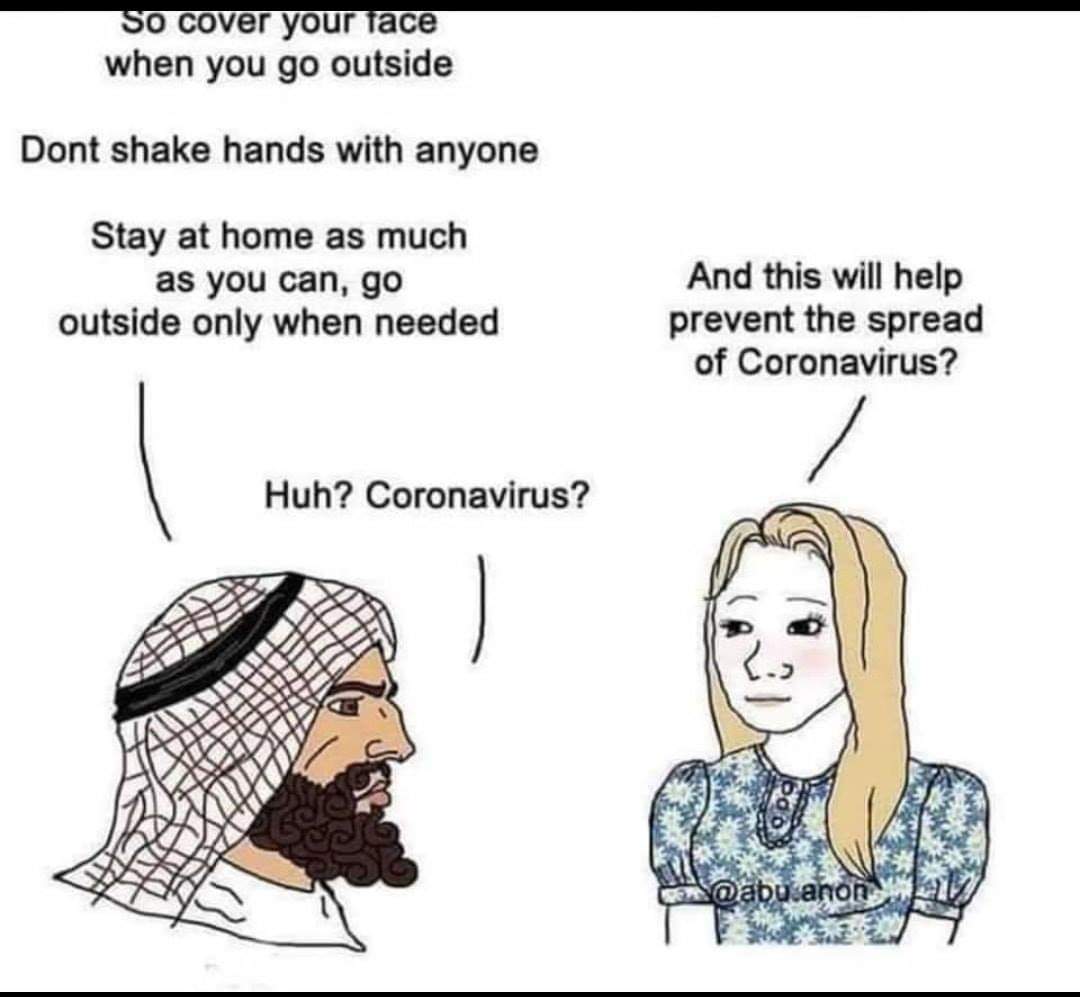 So cover your face
when you go outside
Dont shake hands with anyone
Stay at home as much
as you can, go
outside only when needed
And this will help
prevent the spread
of Coronavirus?
Huh? Coronavirus?
@abu.anon